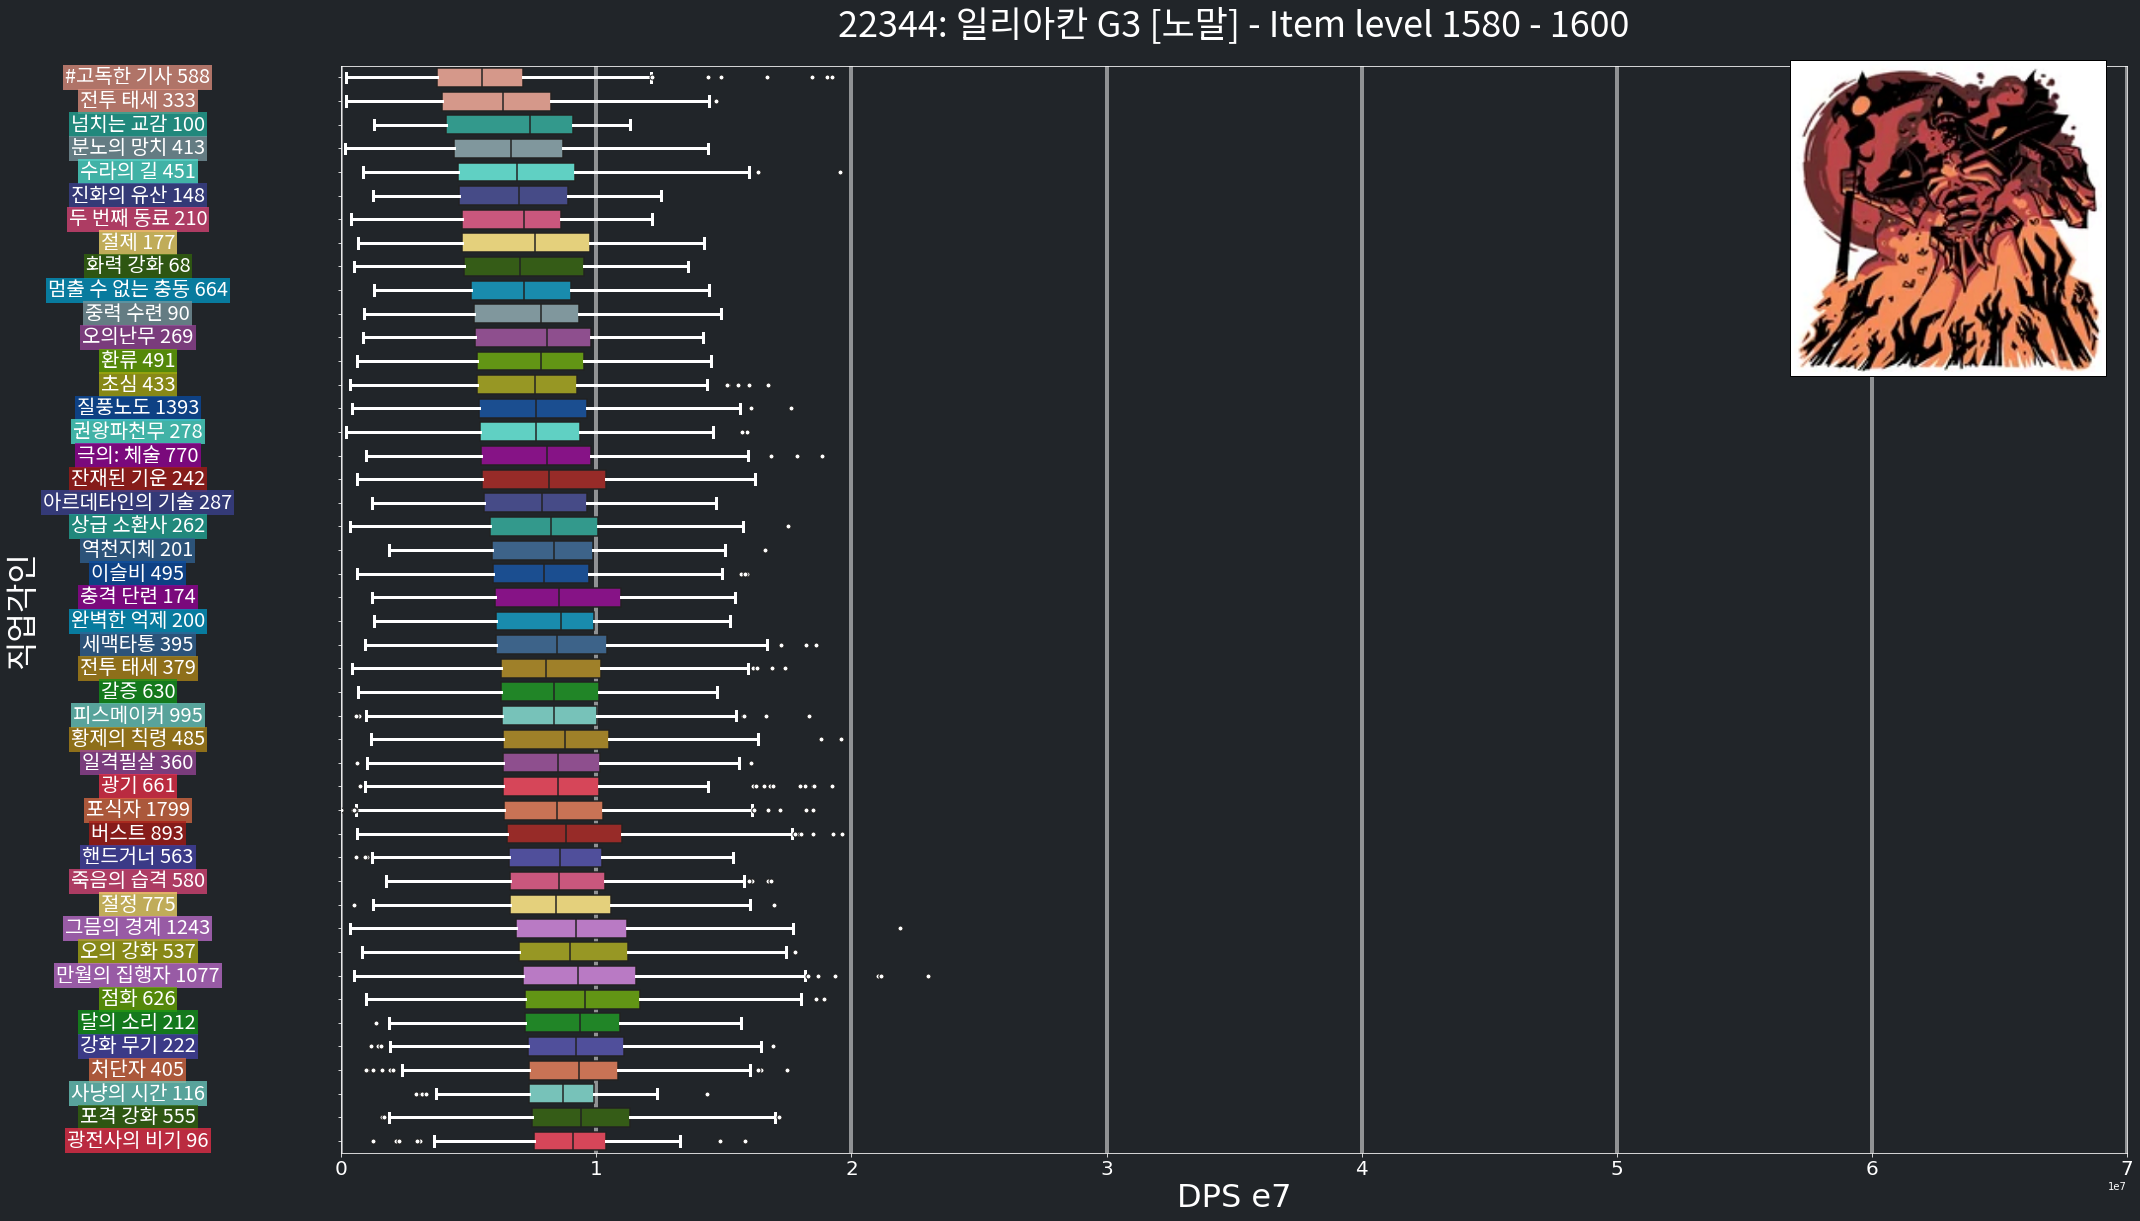 22344: 일리아칸 G3 [노말] - Item level 1580 - 1600
#고독한 기사 588
전투 태세 333
넘치는 교감 100
분노의 망치 413
수라의 길 451
진화의 유산 148
두 번째 동료 210
절제 177
화력 강화 68
멈출 수 없는 충동 664
중력 수련 90
오의난무 269
환류 491
초심 433
질풍노도 1393
권왕파천무 278
극의: 체술 770
잔재된 기운 242
아르데타인의 기술 287
상급 소환사 262
역천지체 201
이슬비 495
충격 단련 174
완벽한 억제 200
세맥타통 395
전투 태세 379
갈증 630
피스메이커 995
황제의 칙령 485
일격필살 360
광기 661
포식자 1799
버스트 893
핸드거너 563
죽음의 습격 580
절정 775
그믐의 경계 1243
오의 강화 537
만월의 집행자 1077
점화 626
달의 소리 212
강화 무기 222
처단자 405
사냥의 시간 116
포격 강화 555
광전사의 비기 96
직업각인
0 1 2 3 4 5 6 7
1e7
DPS e7